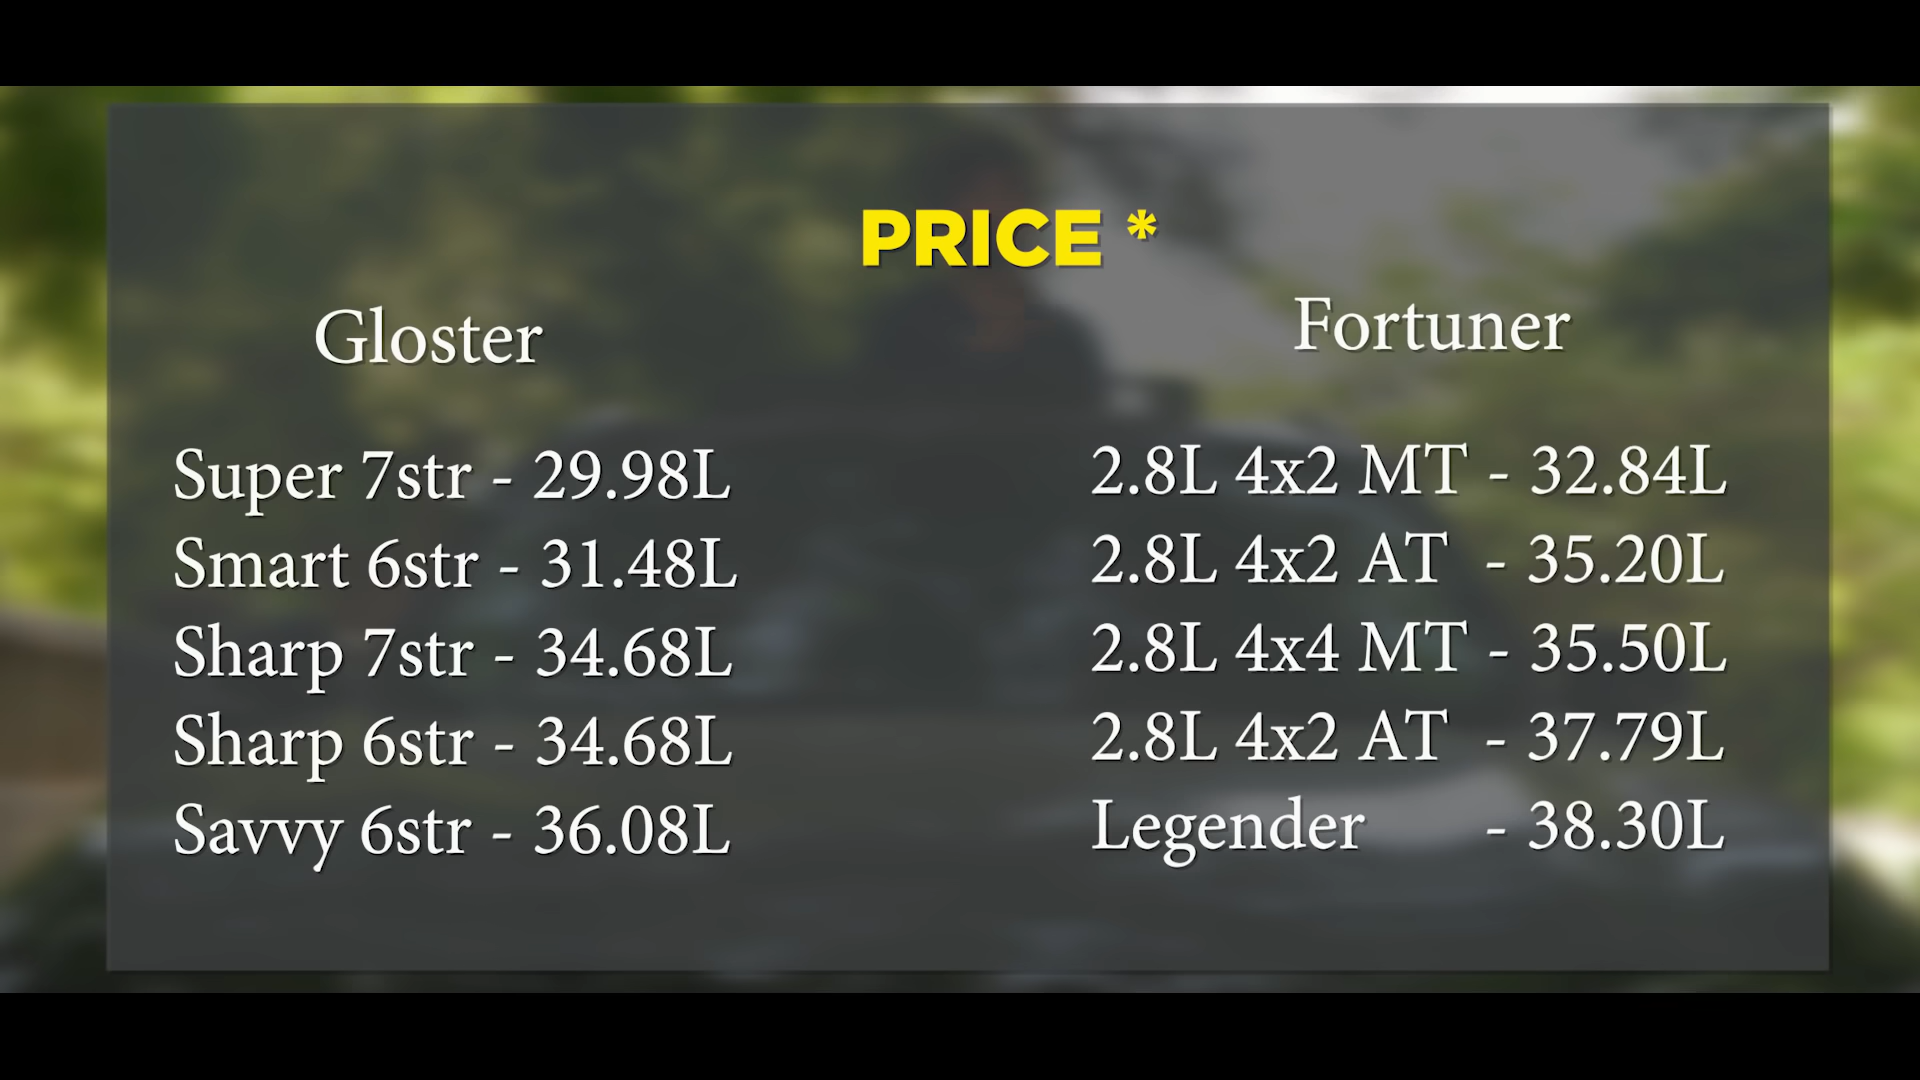 PRICE *
Gloster
Super 7str - 29.98L
Smart 6str - 31.48L
Sharp 7str - 34.68L
Sharp 6str - 34.68L
Savvy 6str - 36.08L
Fortuner
2.8L 4x2 MT - 32.84L
2.8L 4x2 AT - 35.20L
2.8L 4x4 MT - 35.50L
2.8L 4x2 AT - 37.79L
Legender - 38.30L